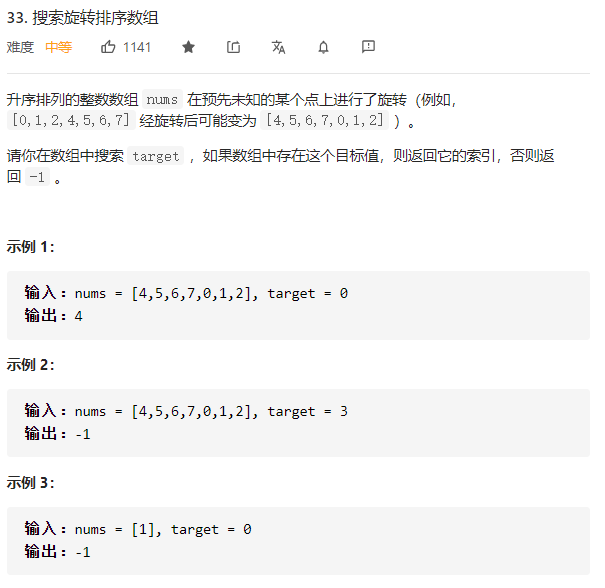 33. 搜索旋转排序数组
难度 中等 1141
升序排列的整数数组 nums 在预先未知的某个点上进行了旋转（例如，
[0,1,2,4,5,6,7] 经旋转后可能变为 [4,5,6,7,0,1,2] ）。
请你在数组中搜索 target ，如果数组中存在这个目标值，则返回它的索引，否则返
回 -1 。
示例 1：
输入：nums = [4,5,6,7,0,1,2], target = 0
输出：4
示例 2：
输入：nums = [4,5,6,7,0,1,2], target = 3
输出：-1
示例 3：
输入：nums = [1], target = 0
输出：-1